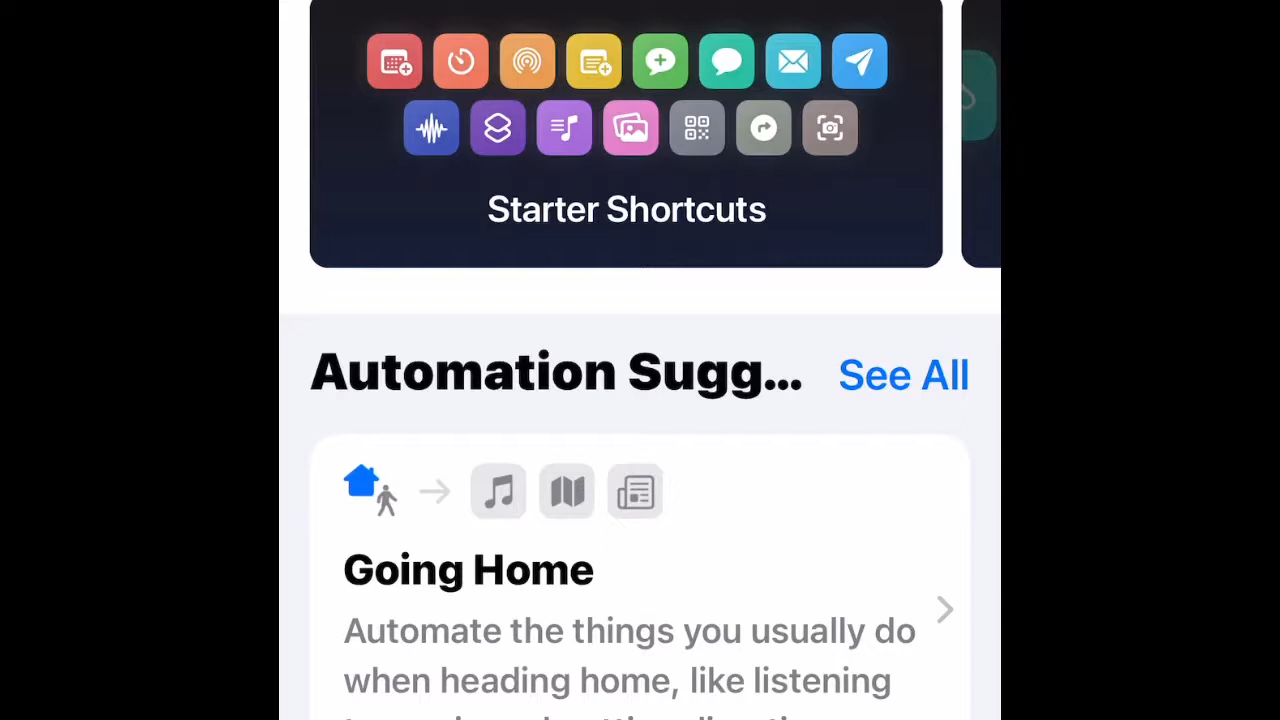 Starter Shortcuts
Automation Sugg...
See All
Going Home
Automate the things you usually do
when heading home, like listening